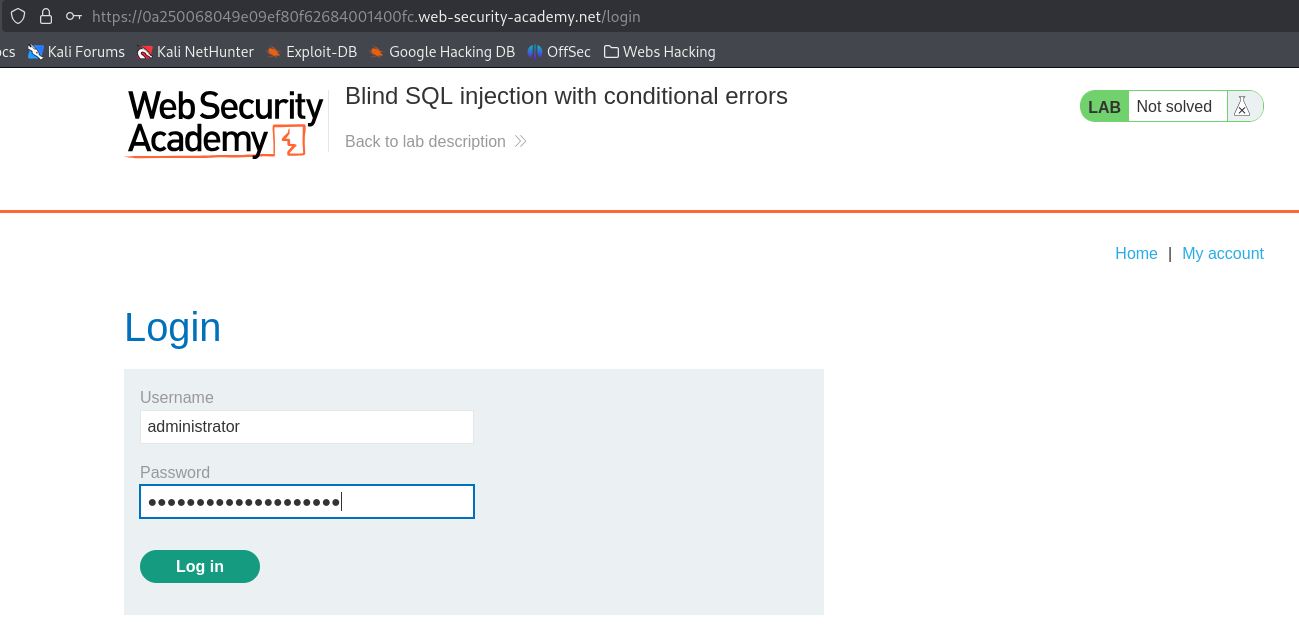 https://0a250068049e09ef80f62684001400fc.web-security-academy.net/login
ocs Kali Forums Kali NetHunter Exploit-DB Google Hacking DB OffSec Webs Hacking
Web Security
Academy
Blind SQL injection with conditional errors
Back to lab description
LAB Not solved
Home | My account
Login
Username
administrator
Password
●●●●●●●●●●●●●●●●●●●●
Log in